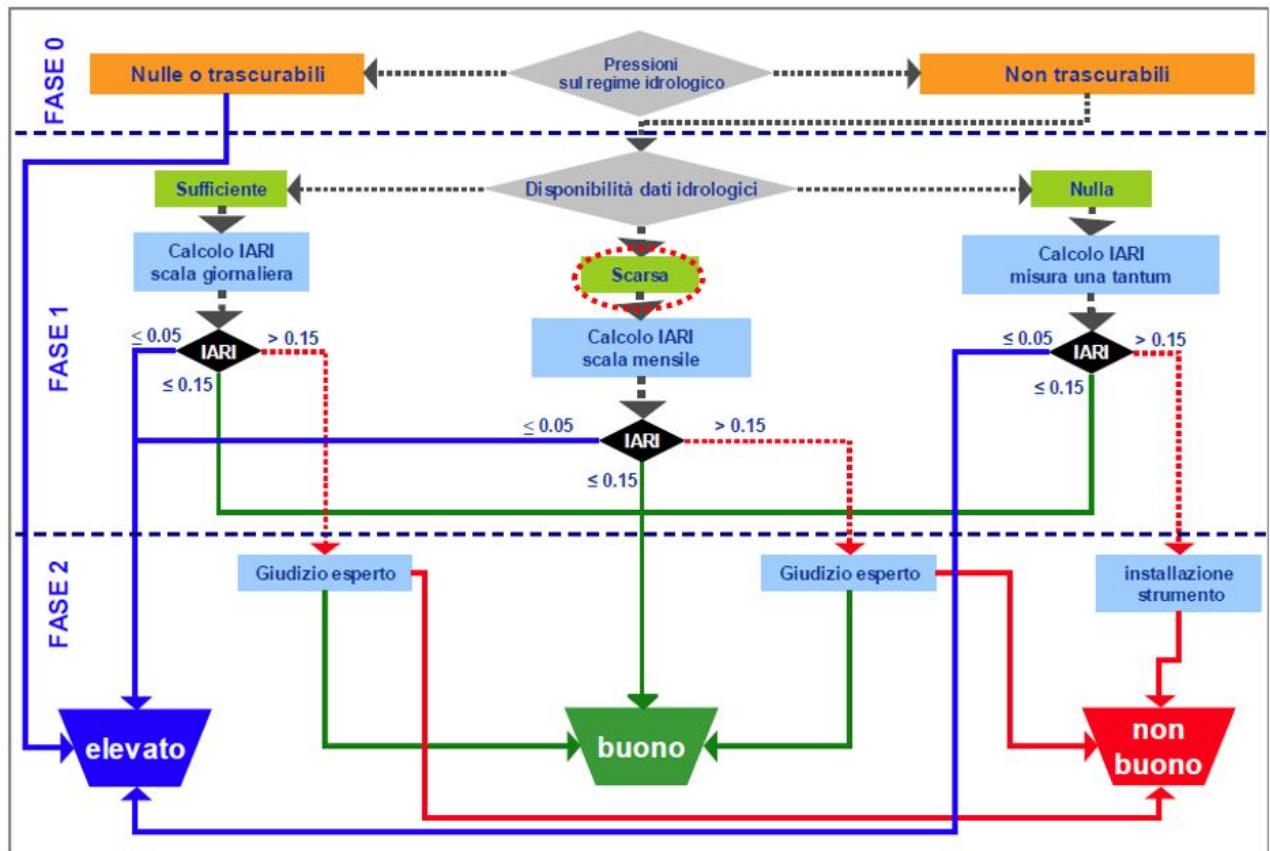 FASE 0
Nulle o trascurabili
Pressioni
sul regime idrologico
Non trascurabili
FASE 1
Sufficiente
Disponibilità dati idrologici
Nulla
Calcolo IARI
scala giornaliera
Scarsa
Calcolo IARI
misura una tantum
≤ 0.05
IARI
> 0.15
≤ 0.15
Calcolo IARI
scala mensile
≤ 0.05
IARI
> 0.15
≤ 0.15
≤ 0.05
IARI
> 0.15
≤ 0.15
FASE 2
Giudizio esperto
Giudizio esperto
installazione
strumento
elevato
buono
non
buono